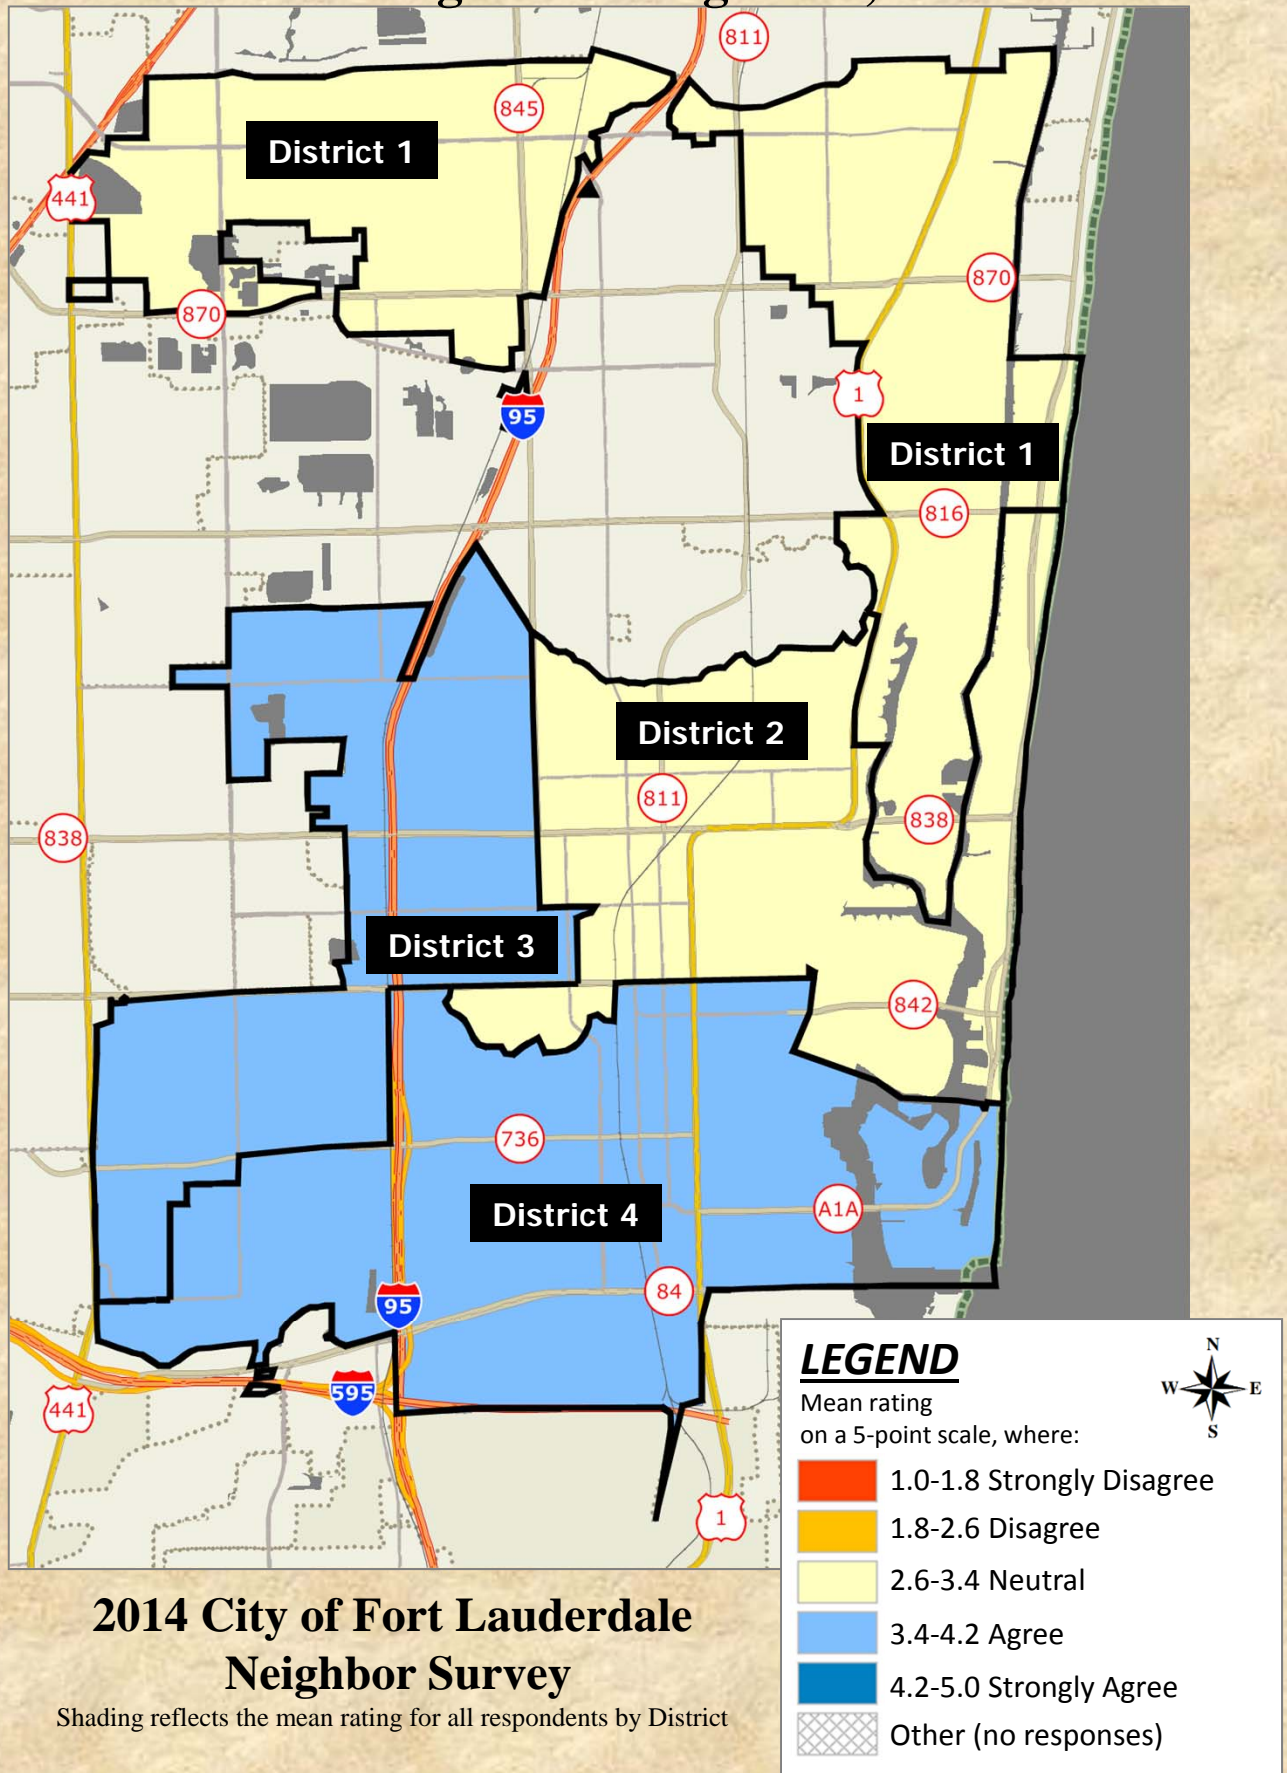 811
845
District 1
441
870
870
1
95
District 1
816
District 2
811
838
838
District 3
842
736
District 4
A1A
84
95
595
441
1
LEGEND
N
W E
S
Mean rating
on a 5-point scale, where:
1.0-1.8 Strongly Disagree
1.8-2.6 Disagree
2.6-3.4 Neutral
3.4-4.2 Agree
4.2-5.0 Strongly Agree
Other (no responses)
2014 City of Fort Lauderdale
Neighbor Survey
Shading reflects the mean rating for all respondents by District